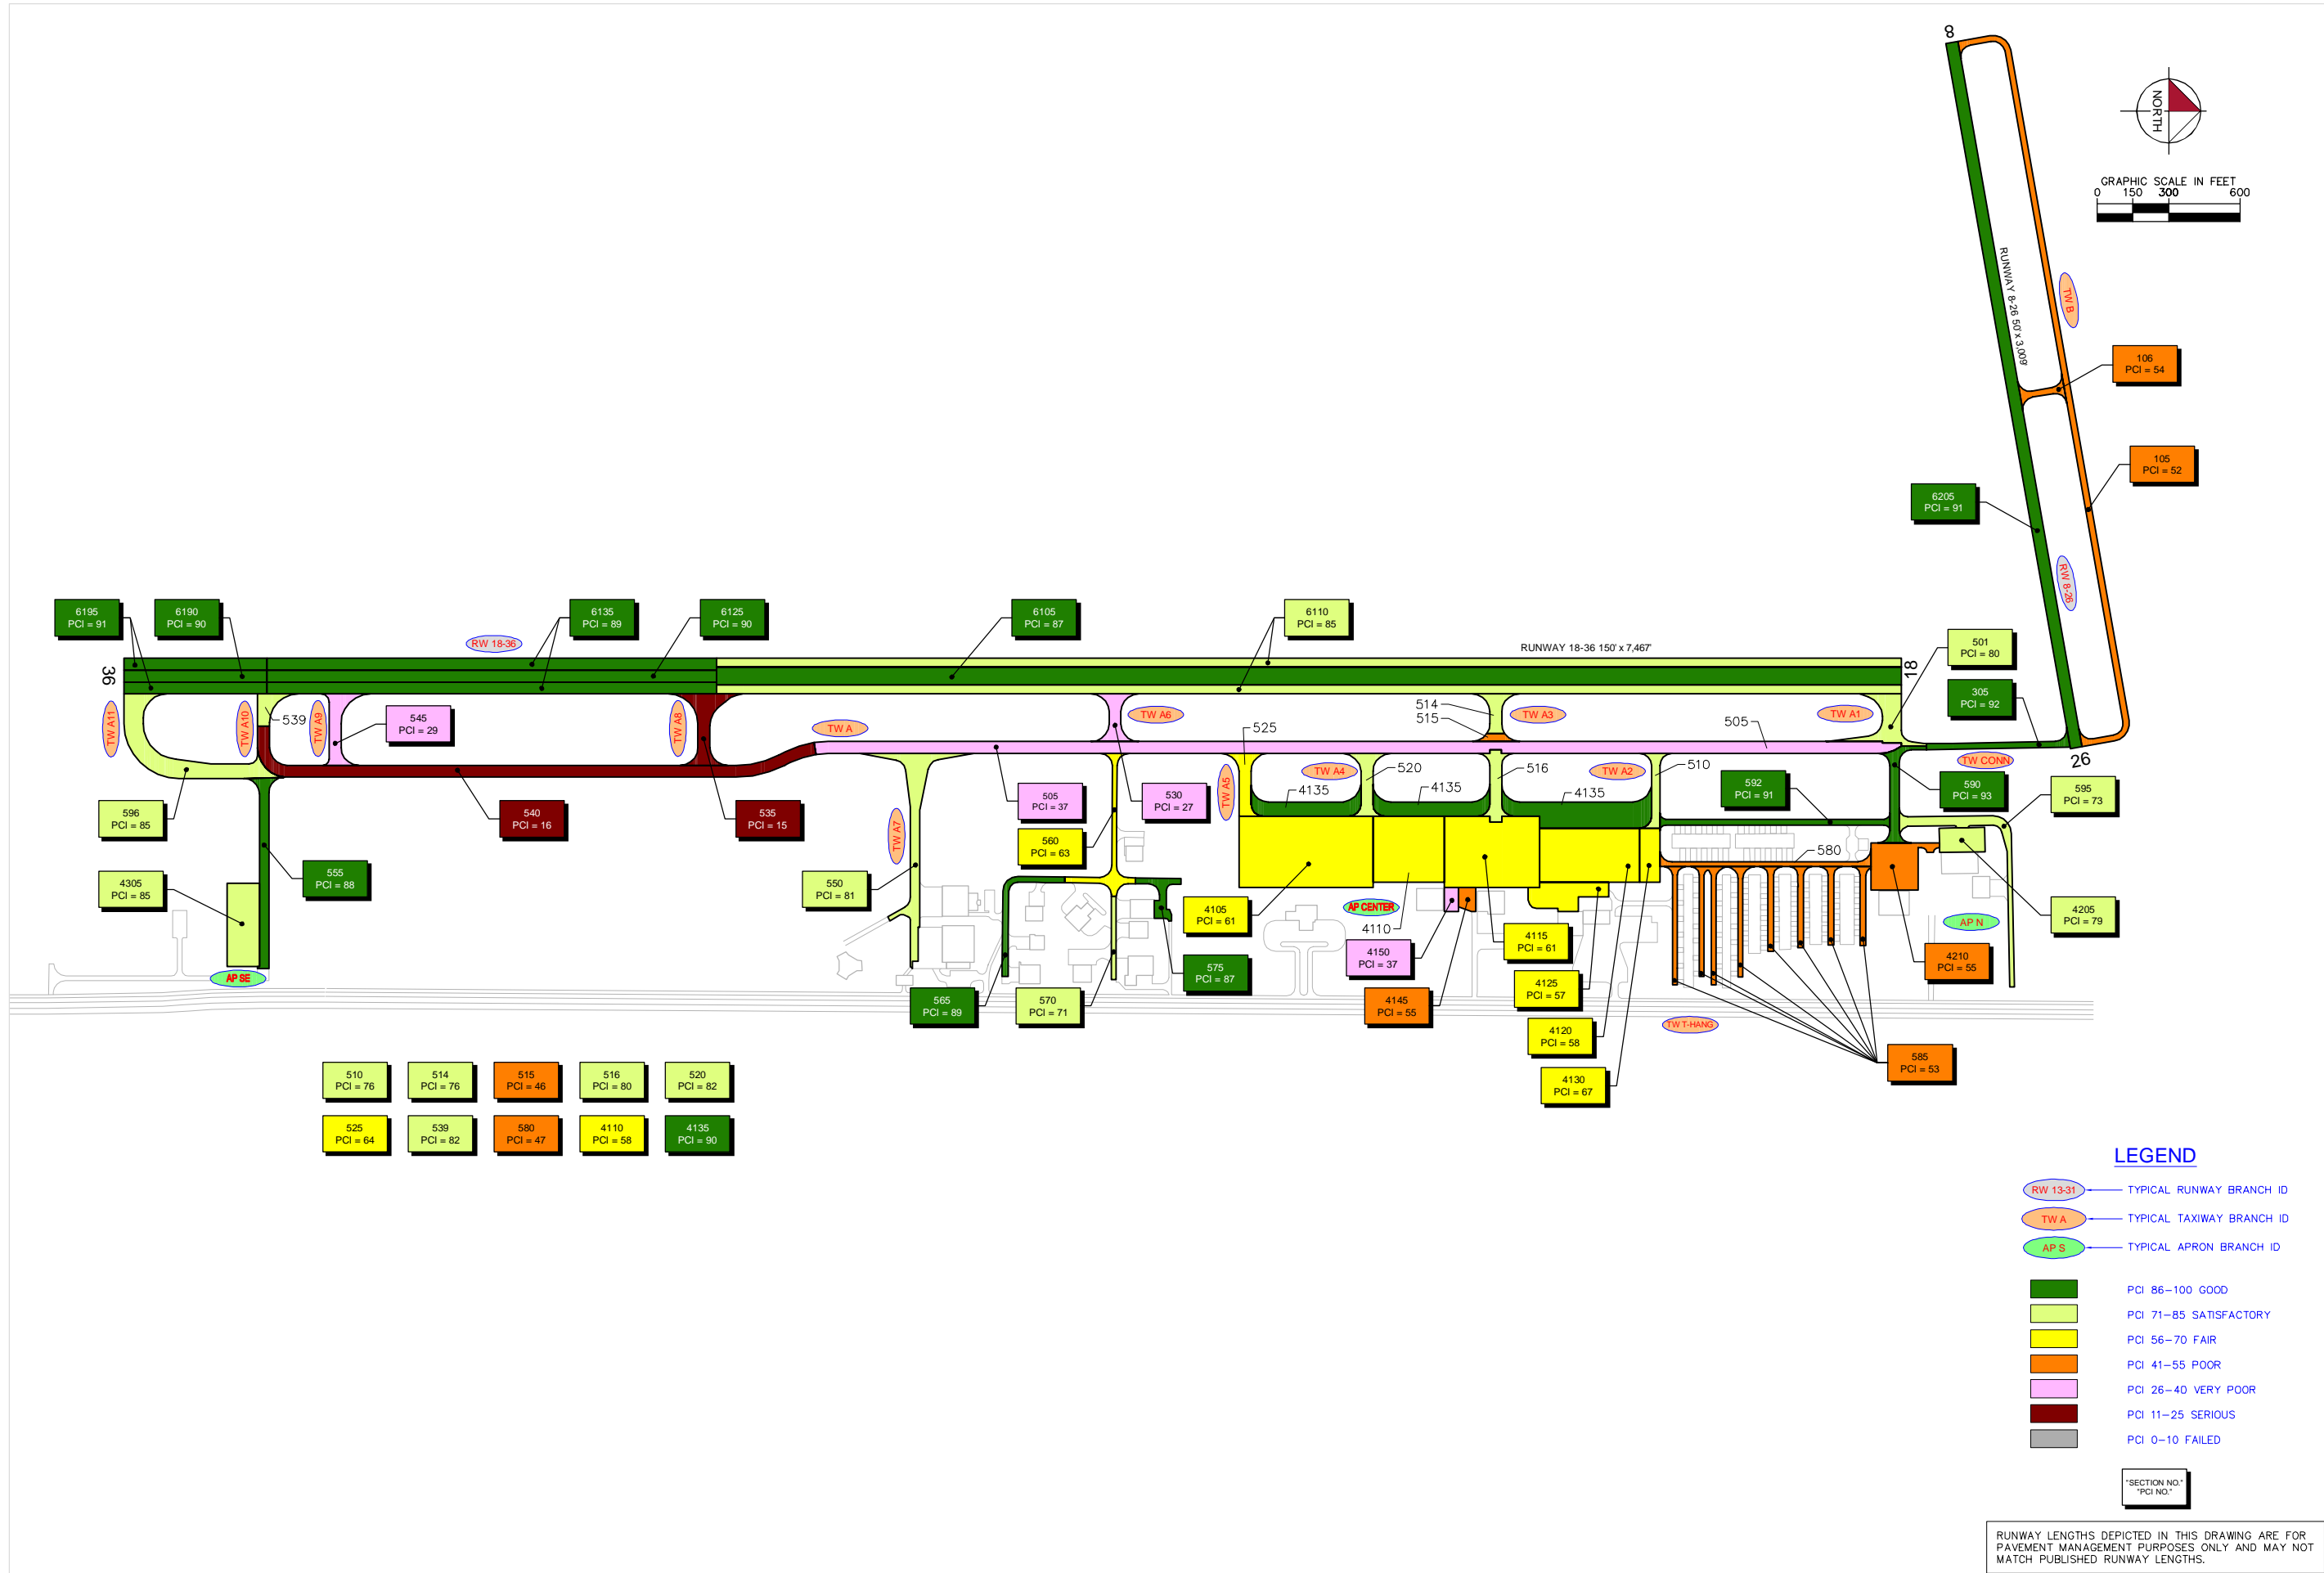 8
NORTH
GRAPHIC SCALE IN FEET
0 150 300 600
RUNWAY 8-26 50' x 3,009'
TW B
106
PCI = 54
105
PCI = 52
6205
PCI = 91
RW 8-26
6195
PCI = 91
6190
PCI = 90
RW 18-36
6135
PCI = 89
6125
PCI = 90
6105
PCI = 87
6110
PCI = 85
RUNWAY 18-36 150' x 7,467'
501
PCI = 80
36
18
305
PCI = 92
TW A11
TW A10
539
TW A9
545
PCI = 29
TW A8
TW A
TW A6
525
514
515
TW A3
505
TW A1
26
TW CONN
596
PCI = 85
540
PCI = 16
535
PCI = 15
TW A7
505
PCI = 37
530
PCI = 27
TW A5
4135
TW A4
520
4135
516
TW A2
4135
510
592
PCI = 91
590
PCI = 93
595
PCI = 73
560
PCI = 63
580
555
PCI = 88
4305
PCI = 85
550
PCI = 81
4105
PCI = 61
AP CENTER
4110
4150
PCI = 37
4115
PCI = 61
4205
PCI = 79
AP N
4210
PCI = 55
AP SE
575
PCI = 87
565
PCI = 89
570
PCI = 71
4145
PCI = 55
4125
PCI = 57
4120
PCI = 58
TW T-HANG
585
PCI = 53
4130
PCI = 67
510
PCI = 76
514
PCI = 76
515
PCI = 46
516
PCI = 80
520
PCI = 82
525
PCI = 64
539
PCI = 82
580
PCI = 47
4110
PCI = 58
4135
PCI = 90
LEGEND
RW 13-31 TYPICAL RUNWAY BRANCH ID
TW A TYPICAL TAXIWAY BRANCH ID
AP S TYPICAL APRON BRANCH ID
PCI 86-100 GOOD
PCI 71-85 SATISFACTORY
PCI 56-70 FAIR
PCI 41-55 POOR
PCI 26-40 VERY POOR
PCI 11-25 SERIOUS
PCI 0-10 FAILED
"SECTION NO."
"PCI NO."
RUNWAY LENGTHS DEPICTED IN THIS DRAWING ARE FOR
PAVEMENT MANAGEMENT PURPOSES ONLY AND MAY NOT
MATCH PUBLISHED RUNWAY LENGTHS.